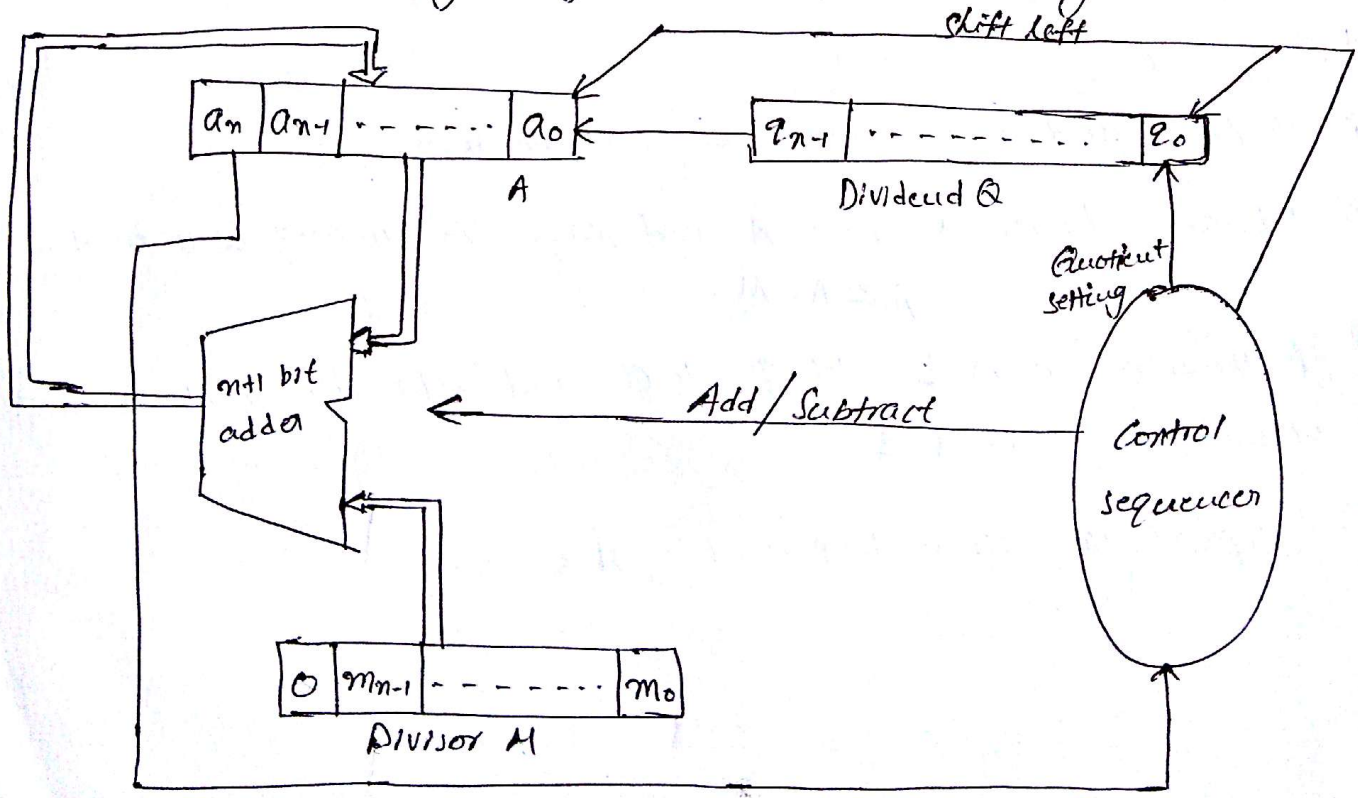 Shift Left
an an-1 - - - - - - - a0
qn-1 - - - - - - - - - q0
A
Dividend Q
Quotient
setting
n+1 bit
adder
Add/Subtract
Control
sequencer
0 mn-1 - - - - - - - - m0
Divisor M